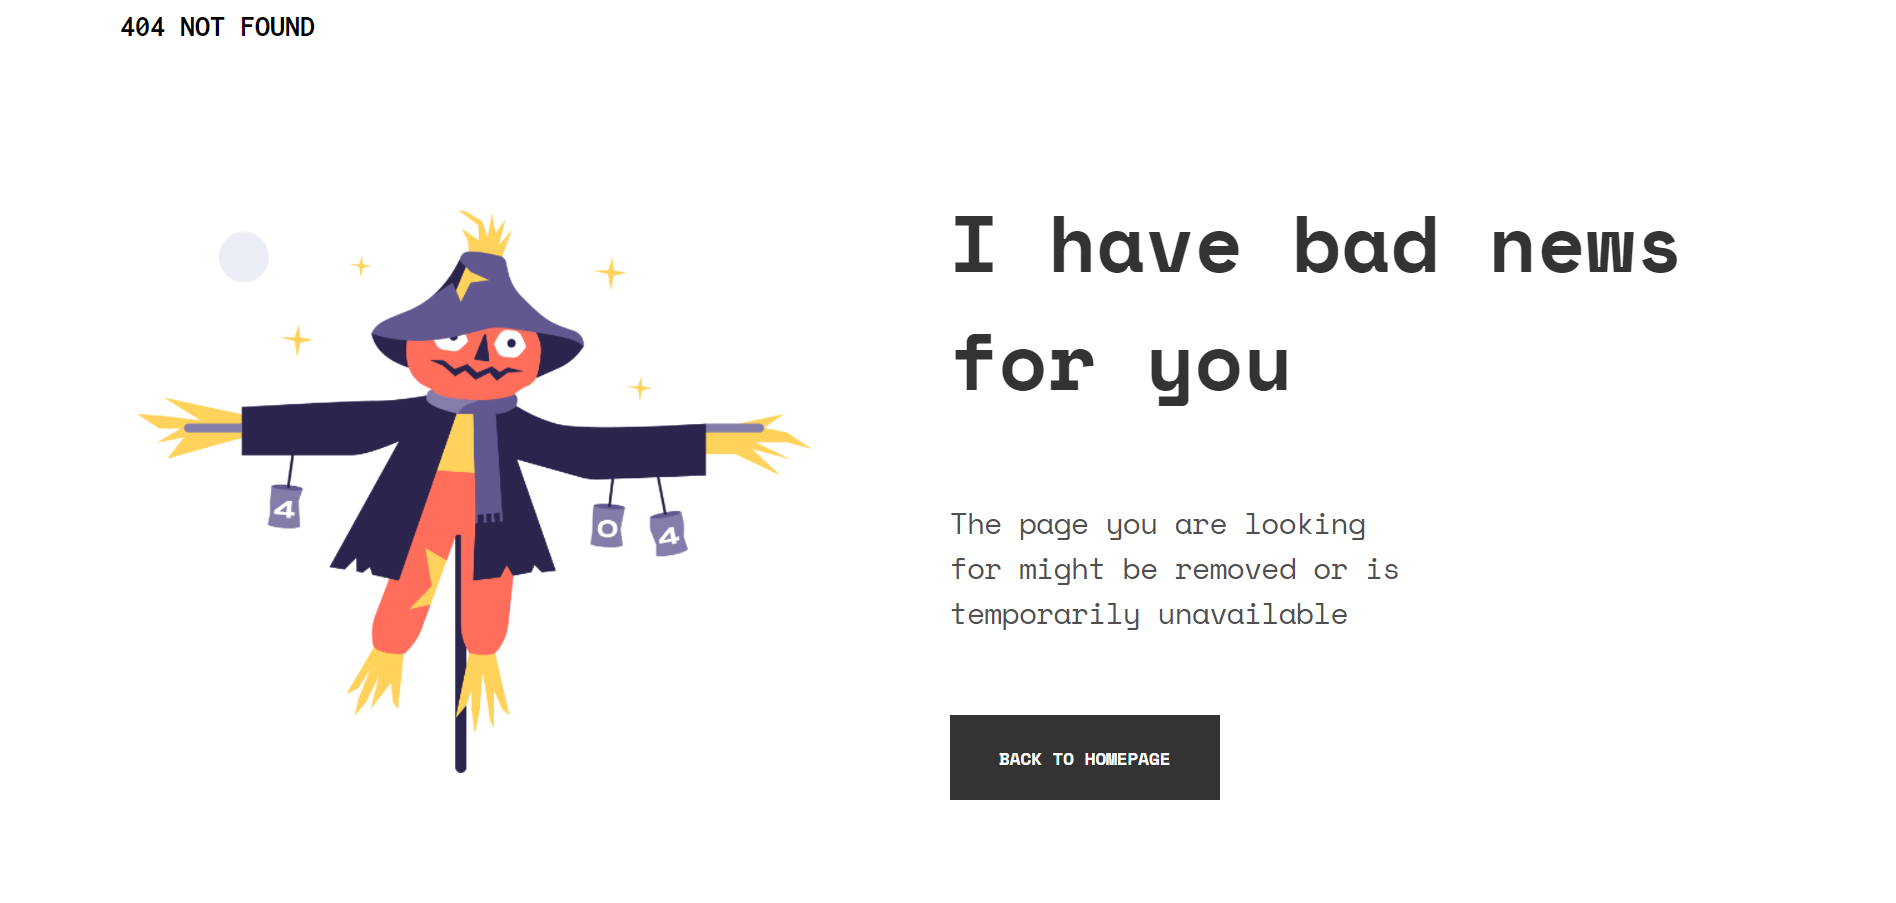 404 NOT FOUND
4
0
4
I have bad news
for you
The page you are looking
for might be removed or is
temporarily unavailable
BACK TO HOMEPAGE